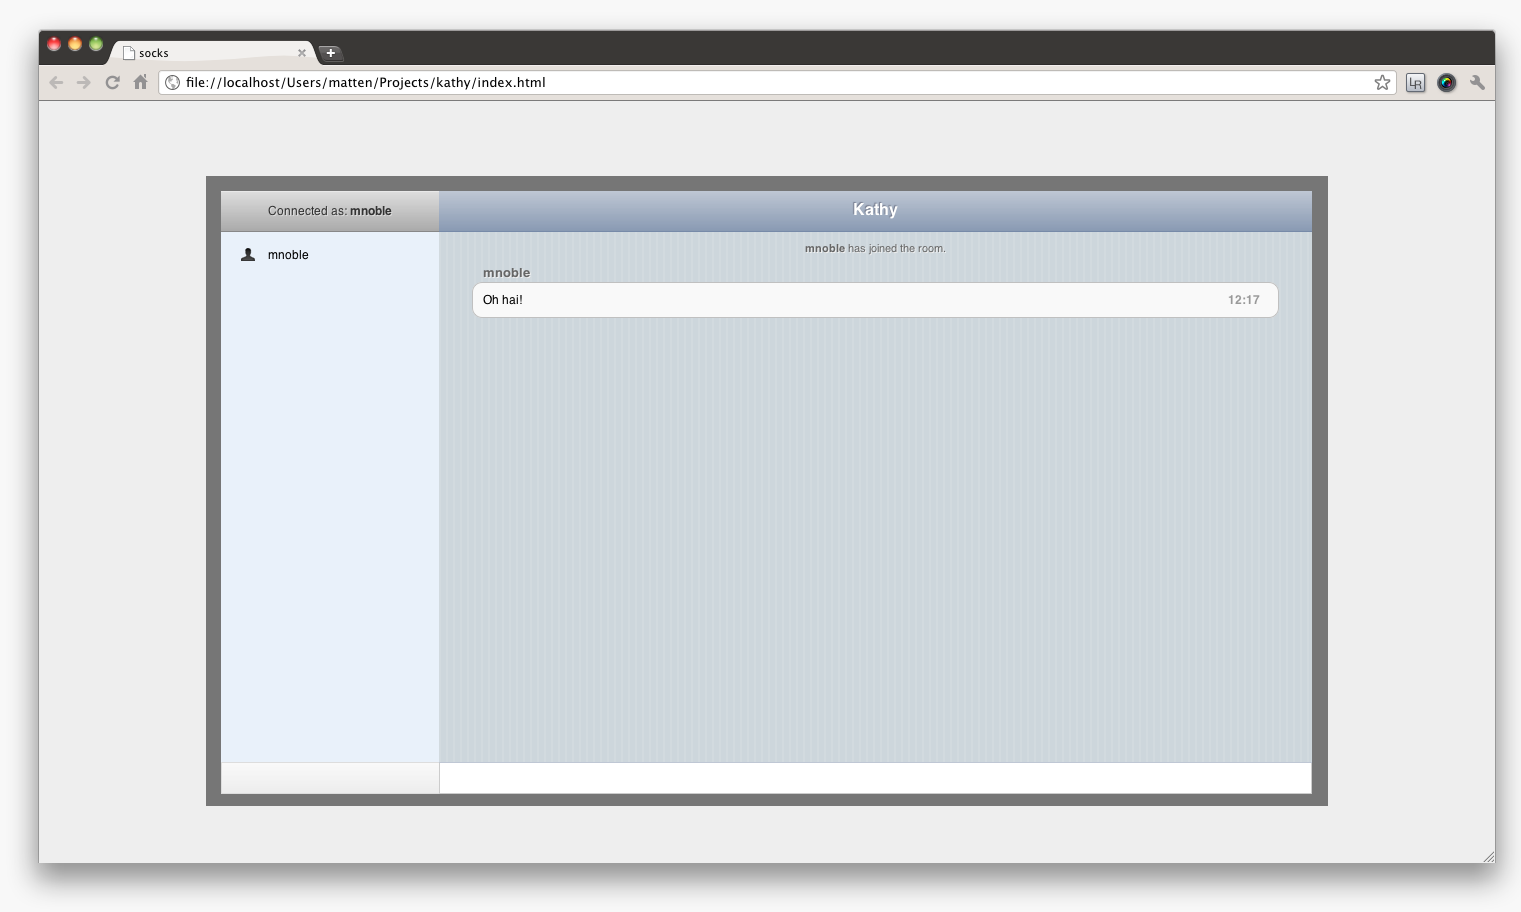 socks
file://localhost/Users/matten/Projects/kathy/index.html
LR
Connected as: mnoble
Kathy
mnoble
mnoble has joined the room.
mnoble
Oh hai!
12:17